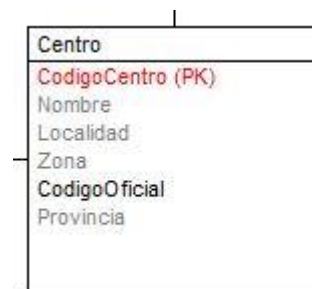 Centro
CodigoCentro (PK)
Nombre
Localidad
Zona
CodigoOficial
Provincia